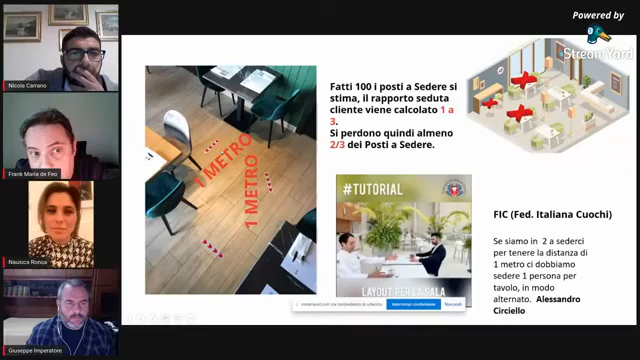 Powered by
StreamYard
Nicola Carrano
Frank Maria de Feo
Nausica Ronca
Giuseppe Imperatore
1 METRO
1 METRO
Fatti 100 i posti a Sedere si
stima, il rapporto seduta
cliente viene calcolato 1 a
3.
Si perdono quindi almeno
2/3 dei Posti a Sedere.
#TUTORIAL
LAYOUT PER LA SALA
FIC (Fed. Italiana Cuochi)
Se siamo in 2 a sederci
per tenere la distanza di
1 metro ci dobbiamo
sedere 1 persona per
tavolo, in modo
alternato. Alessandro
Circiello
Nascondi